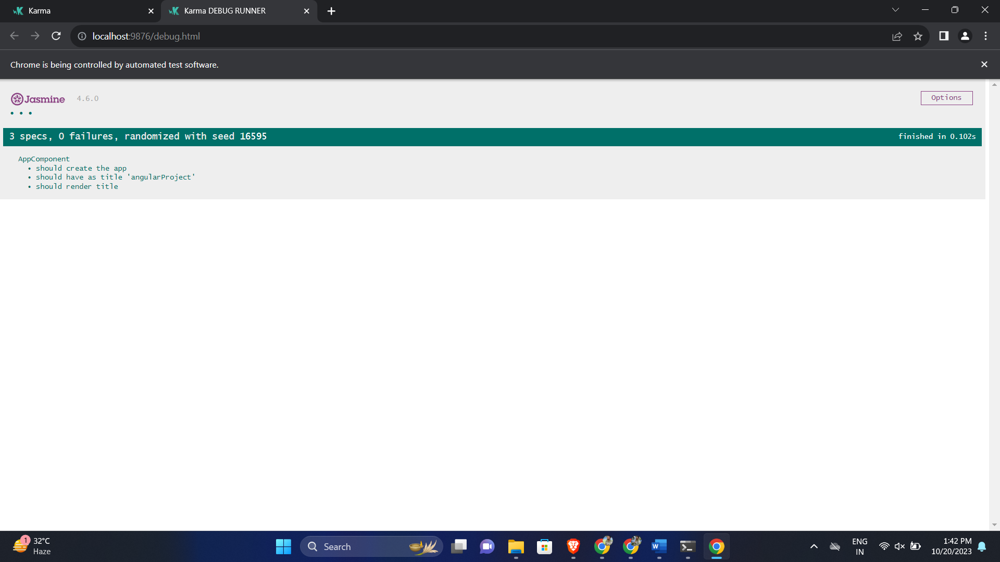 Karma
Karma DEBUG RUNNER
localhost:9876/debug.html
Chrome is being controlled by automated test software.
Jasmine 4.6.0
Options
• • •
3 specs, 0 failures, randomized with seed 16595
finished in 0.102s
AppComponent
• should create the app
• should have as title 'angularProject'
• should render title
1
32°C
Haze
Search
W
ENG
IN
1:42 PM
10/20/2023